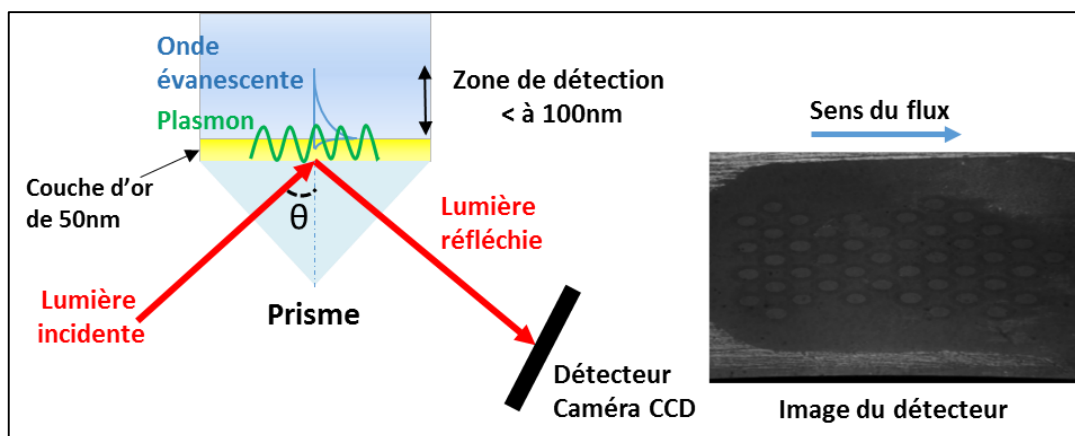 Onde
évanescente
Plasmon
Zone de détection
< à 100nm
Couche d’or
de 50nm
θ
Lumière
réfléchie
Lumière
incidente
Prisme
Détecteur
Caméra CCD
Sens du flux
Image du détecteur